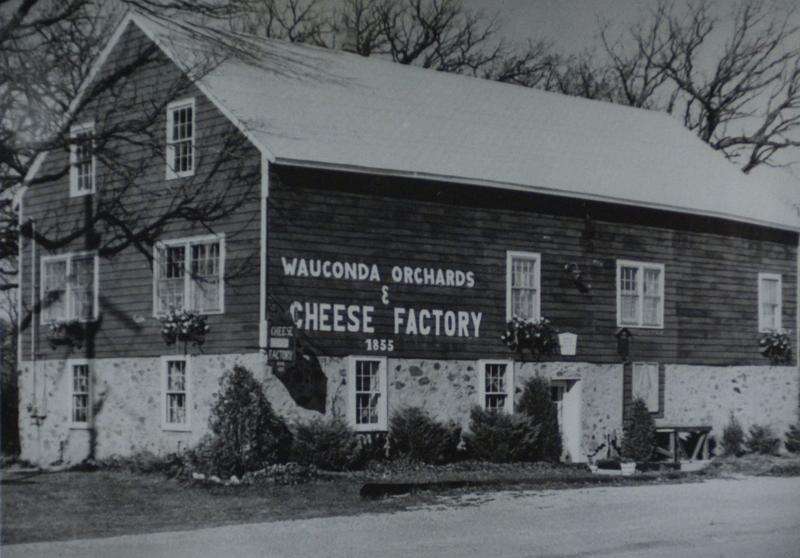 WAUCONDA ORCHARDS
&
CHEESE FACTORY
1855
CHEESE
FACTORY